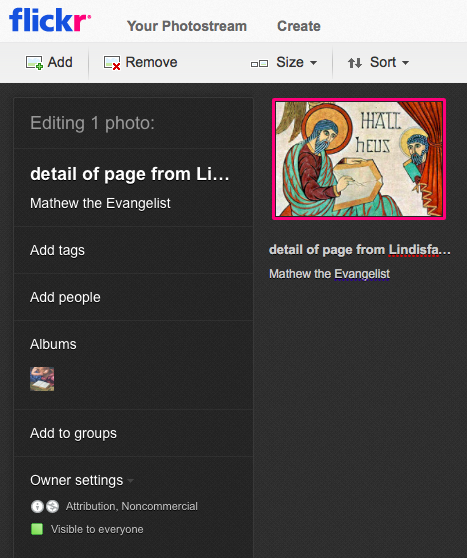 flickr
Your Photostream Create
Add Remove Size Sort
Editing 1 photo:
detail of page from Li...
Mathew the Evangelist
Add tags
Add people
Albums
Add to groups
Owner settings
Attribution, Noncommercial
Visible to everyone
MATT
heus
detail of page from Lindisfa...
Mathew the Evangelist